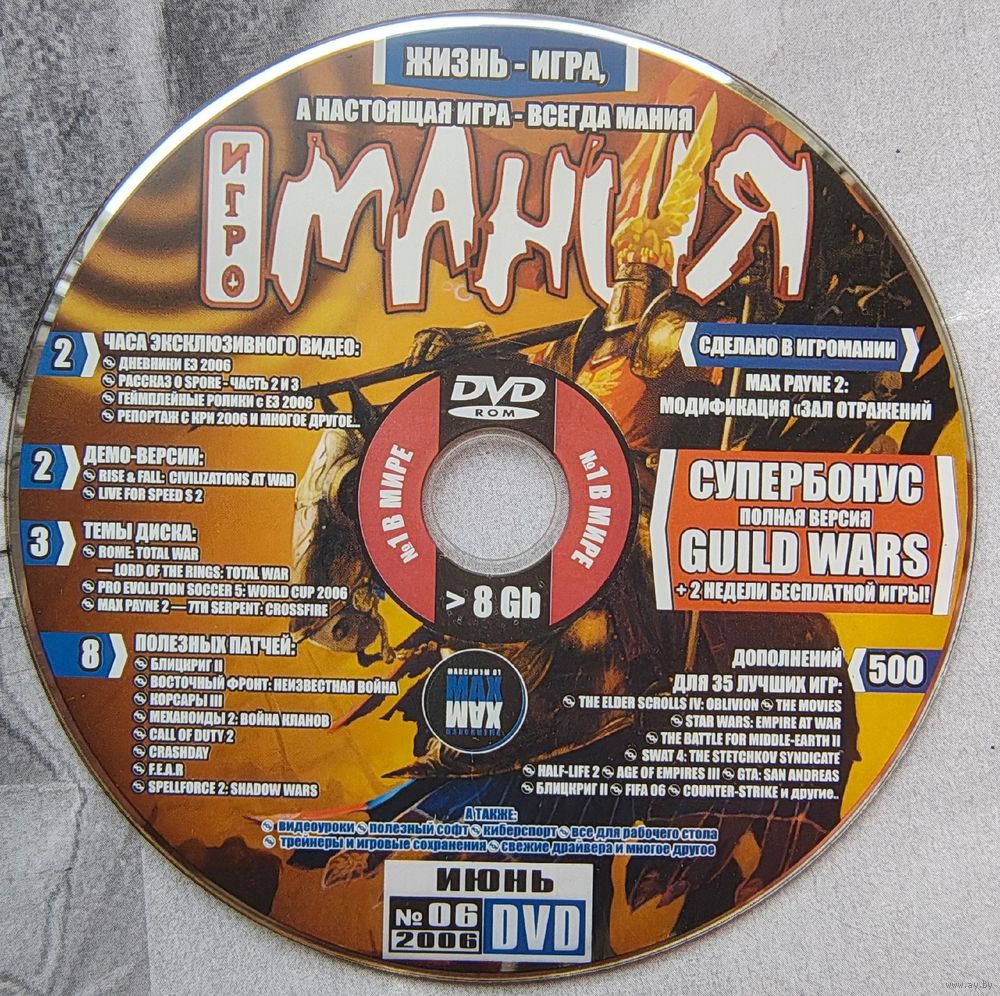 ЖИЗНЬ - ИГРА,
А НАСТОЯЩАЯ ИГРА - ВСЕГДА МАНИЯ
ИГРО
МАНИЯ
2 ЧАСА ЭКСКЛЮЗИВНОГО ВИДЕО:
ДНЕВНИКИ E3 2006
РАССКАЗ О SPORE - ЧАСТЬ 2 И 3
ГЕЙМПЛЕЙНЫЕ РОЛИКИ с E3 2006
РЕПОРТАЖ С КРИ 2006 И МНОГОЕ ДРУГОЕ...
2 ДЕМО-ВЕРСИИ:
RISE & FALL: CIVILIZATIONS AT WAR
LIVE FOR SPEED S 2
3 ТЕМЫ ДИСКА:
ROME: TOTAL WAR
— LORD OF THE RINGS: TOTAL WAR
PRO EVOLUTION SOCCER 5: WORLD CUP 2006
MAX PAYNE 2 — 7TH SERPENT: CROSSFIRE
8 ПОЛЕЗНЫХ ПАТЧЕЙ:
БЛИЦКРИГ II
ВОСТОЧНЫЙ ФРОНТ: НЕИЗВЕСТНАЯ ВОЙНА
КОРСАРЫ III
МЕХАНОИДЫ 2: ВОЙНА КЛАНОВ
CALL OF DUTY 2
CRASHDAY
F.E.A.R
SPELLFORCE 2: SHADOW WARS
DVD
ROM
№1 В МИРЕ
№1 В МИРЕ
> 8 Gb
МАКСИМУМ ОТ
MAX
MAX
МАКСИМУМ
СДЕЛАНО В ИГРОМАНИИ
MAX PAYNE 2:
МОДИФИКАЦИЯ «ЗАЛ ОТРАЖЕНИЙ
СУПЕРБОНУС
ПОЛНАЯ ВЕРСИЯ
GUILD WARS
+ 2 НЕДЕЛИ БЕСПЛАТНОЙ ИГРЫ!
ДОПОЛНЕНИЙ 500
ДЛЯ 35 ЛУЧШИХ ИГР:
THE ELDER SCROLLS IV: OBLIVION THE MOVIES
STAR WARS: EMPIRE AT WAR
THE BATTLE FOR MIDDLE-EARTH II
SWAT 4: THE STETCHKOV SYNDICATE
HALF-LIFE 2 AGE OF EMPIRES III GTA: SAN ANDREAS
БЛИЦКРИГ II FIFA 06 COUNTER-STRIKE и другие..
А ТАКЖЕ:
видеоуроки полезный софт киберспорт все для рабочего стола
трейнеры и игровые сохранения свежие драйвера и многое другое
ИЮНЬ
№ 06
2006
DVD
www.ay.by